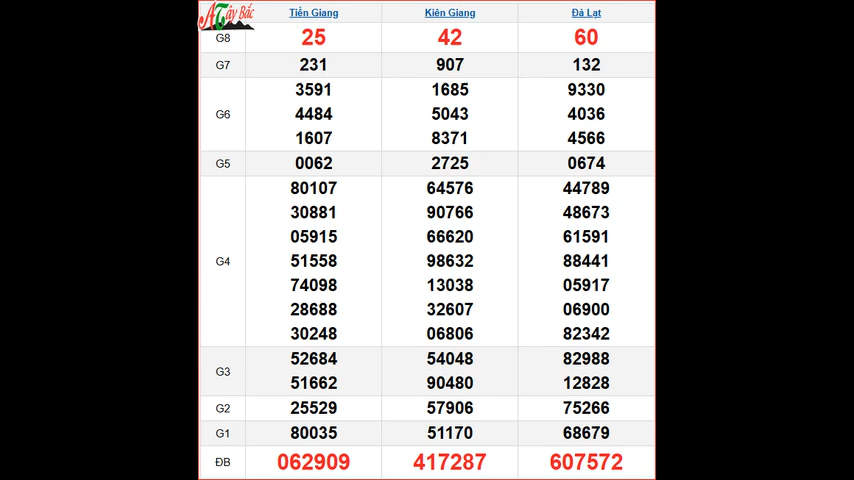 A Tây Bắc
Tiền Giang Kiên Giang Đà Lạt
G8 25 42 60
G7 231 907 132
3591 1685 9330
G6 4484 5043 4036
1607 8371 4566
G5 0062 2725 0674
80107 64576 44789
30881 90766 48673
05915 66620 61591
G4 51558 98632 88441
74098 13038 05917
28688 32607 06900
30248 06806 82342
G3 52684 54048 82988
51662 90480 12828
G2 25529 57906 75266
G1 80035 51170 68679
ĐB 062909 417287 607572